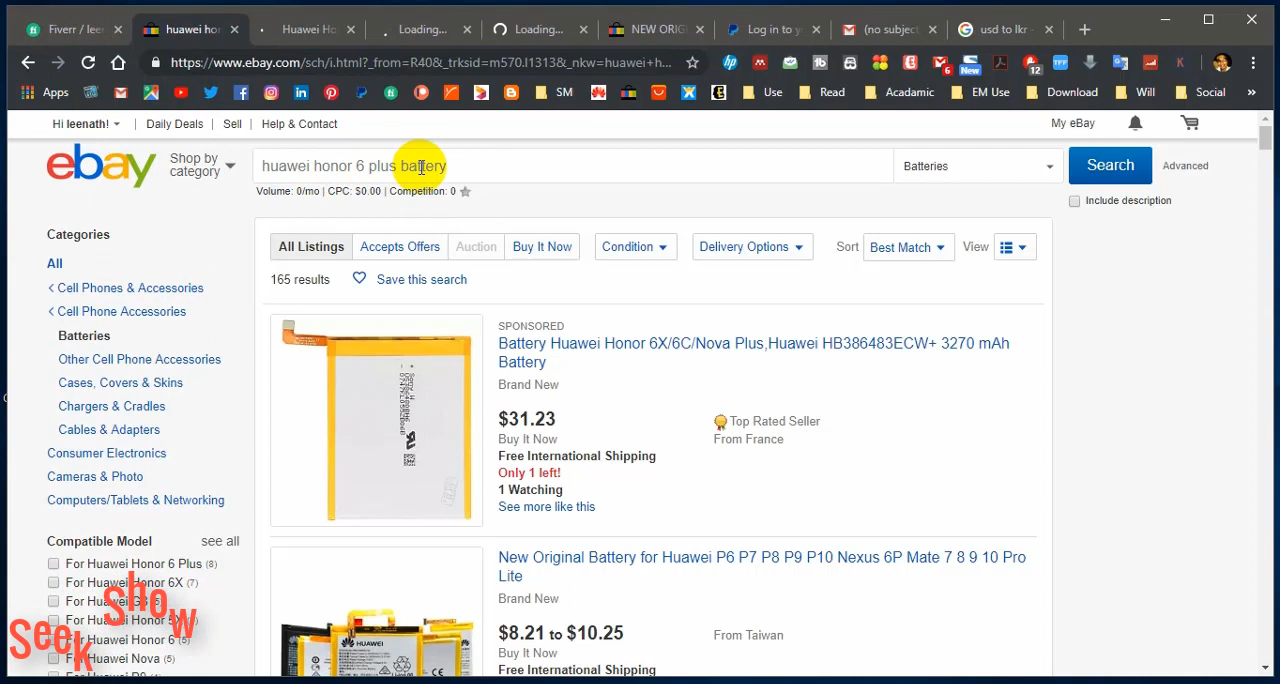 Fiverr / lee
huawei hon
Huawei Ho
Loading...
Loading...
NEW ORIG
Log in to y
(no subjec
usd to lkr -
https://www.ebay.com/sch/i.html?_from=R40&_trksid=m570.l1313&_nkw=huawei+h...
Apps
SM
Use
Read
Acadamic
EM Use
Download
Will
Social
»
Hi leenath!
Daily Deals
Sell
Help & Contact
My eBay
ebay
Shop by
category
huawei honor 6 plus battery
Batteries
Search
Advanced
Volume: 0/mo | CPC: $0.00 | Competition: 0
Include description
Categories
All
Cell Phones & Accessories
Cell Phone Accessories
Batteries
Other Cell Phone Accessories
Cases, Covers & Skins
Chargers & Cradles
Cables & Adapters
Consumer Electronics
Cameras & Photo
Computers/Tablets & Networking
Compatible Model
see all
For Huawei Honor 6 Plus (8)
For Huawei Honor 6X (7)
For Huawei Honor 6 (5)
For Huawei Nova (5)
All Listings
Accepts Offers
Auction
Buy It Now
Condition
Delivery Options
Sort
Best Match
View
165 results
Save this search
SPONSORED
Battery Huawei Honor 6X/6C/Nova Plus,Huawei HB386483ECW+ 3270 mAh
Battery
Brand New
$31.23
Buy It Now
Free International Shipping
Only 1 left!
1 Watching
See more like this
Top Rated Seller
From France
New Original Battery for Huawei P6 P7 P8 P9 P10 Nexus 6P Mate 7 8 9 10 Pro
Lite
Brand New
$8.21 to $10.25
Buy It Now
Free International Shipping
From Taiwan
HUAWEI
Seek
Show